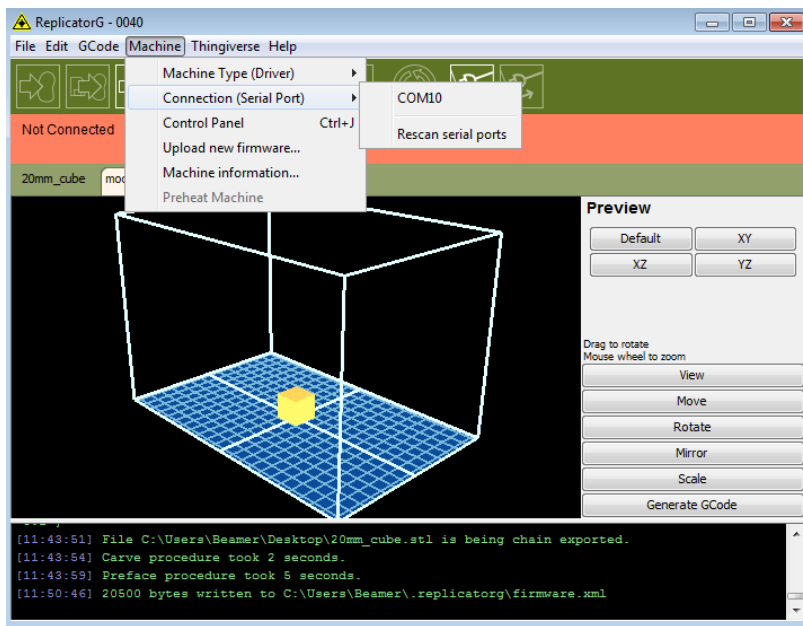 ReplicatorG - 0040
File Edit GCode Machine Thingiverse Help
Machine Type (Driver)
Connection (Serial Port)
COM10
Control Panel Ctrl+J
Rescan serial ports
Upload new firmware...
Machine information...
Preheat Machine
Not Connected
20mm_cube
Preview
Default XY
XZ YZ
Drag to rotate
Mouse wheel to zoom
View
Move
Rotate
Mirror
Scale
Generate GCode
[11:43:51] File C:\Users\Beamer\Desktop\20mm_cube.stl is being chain exported.
[11:43:54] Carve procedure took 2 seconds.
[11:43:59] Preface procedure took 5 seconds.
[11:50:46] 20500 bytes written to C:\Users\Beamer\.replicatorg\firmware.xml